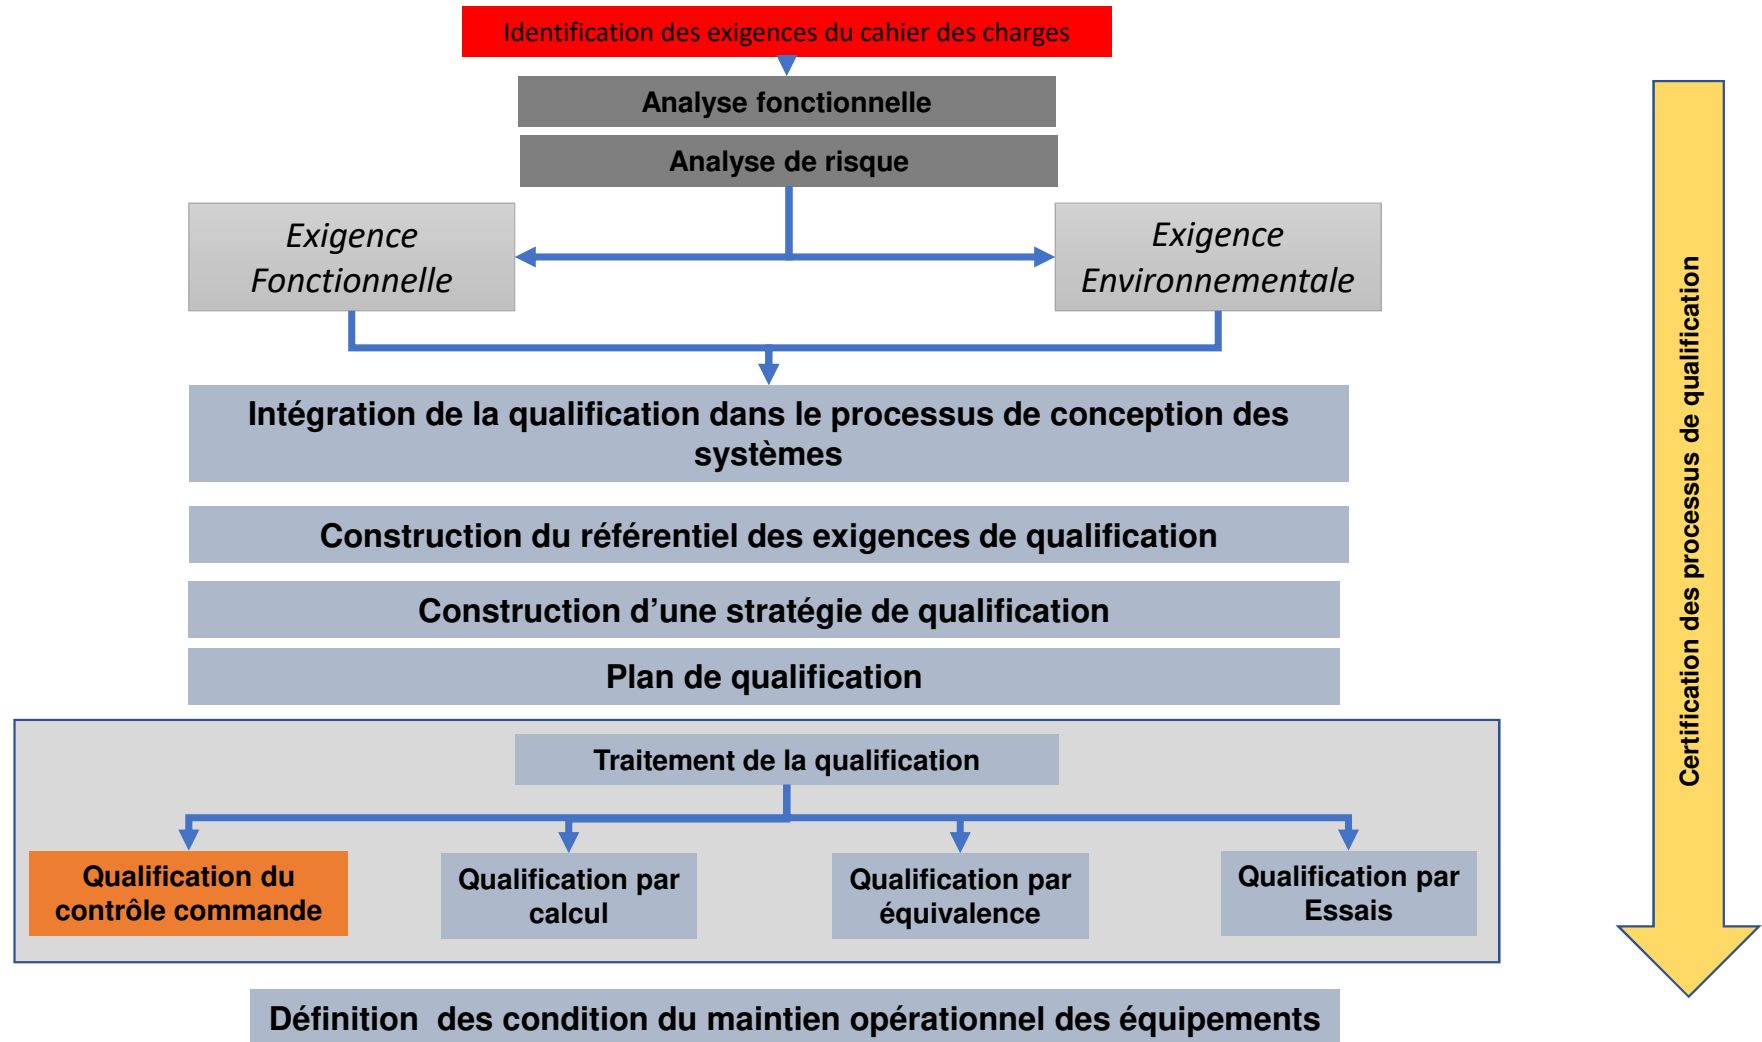 Identification des exigences du cahier des charges
Analyse fonctionnelle
Analyse de risque
Exigence
Fonctionnelle
Exigence
Environnementale
Intégration de la qualification dans le processus de conception des
systèmes
Construction du référentiel des exigences de qualification
Construction d’une stratégie de qualification
Plan de qualification
Traitement de la qualification
Qualification du
contrôle commande
Qualification par
calcul
Qualification par
équivalence
Qualification par
Essais
Définition des condition du maintien opérationnel des équipements
Certification des processus de qualification